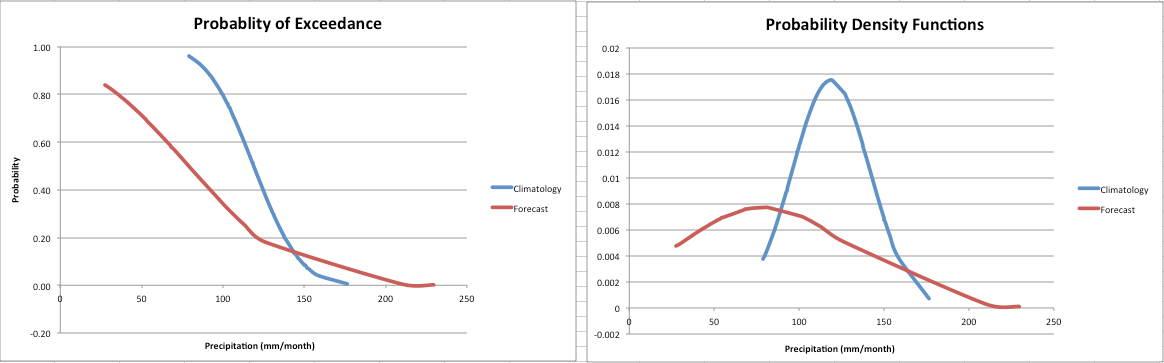 Probablity of Exceedance
1.00
0.80
0.60
0.40
0.20
0.00
-0.20
0 50 100 150 200 250
Probability
Precipitation (mm/month)
Climatology
Forecast
Probability Density Functions
0.02
0.018
0.016
0.014
0.012
0.01
0.008
0.006
0.004
0.002
0
-0.002
0 50 100 150 200 250
Precipitation (mm/month)
Climatology
Forecast